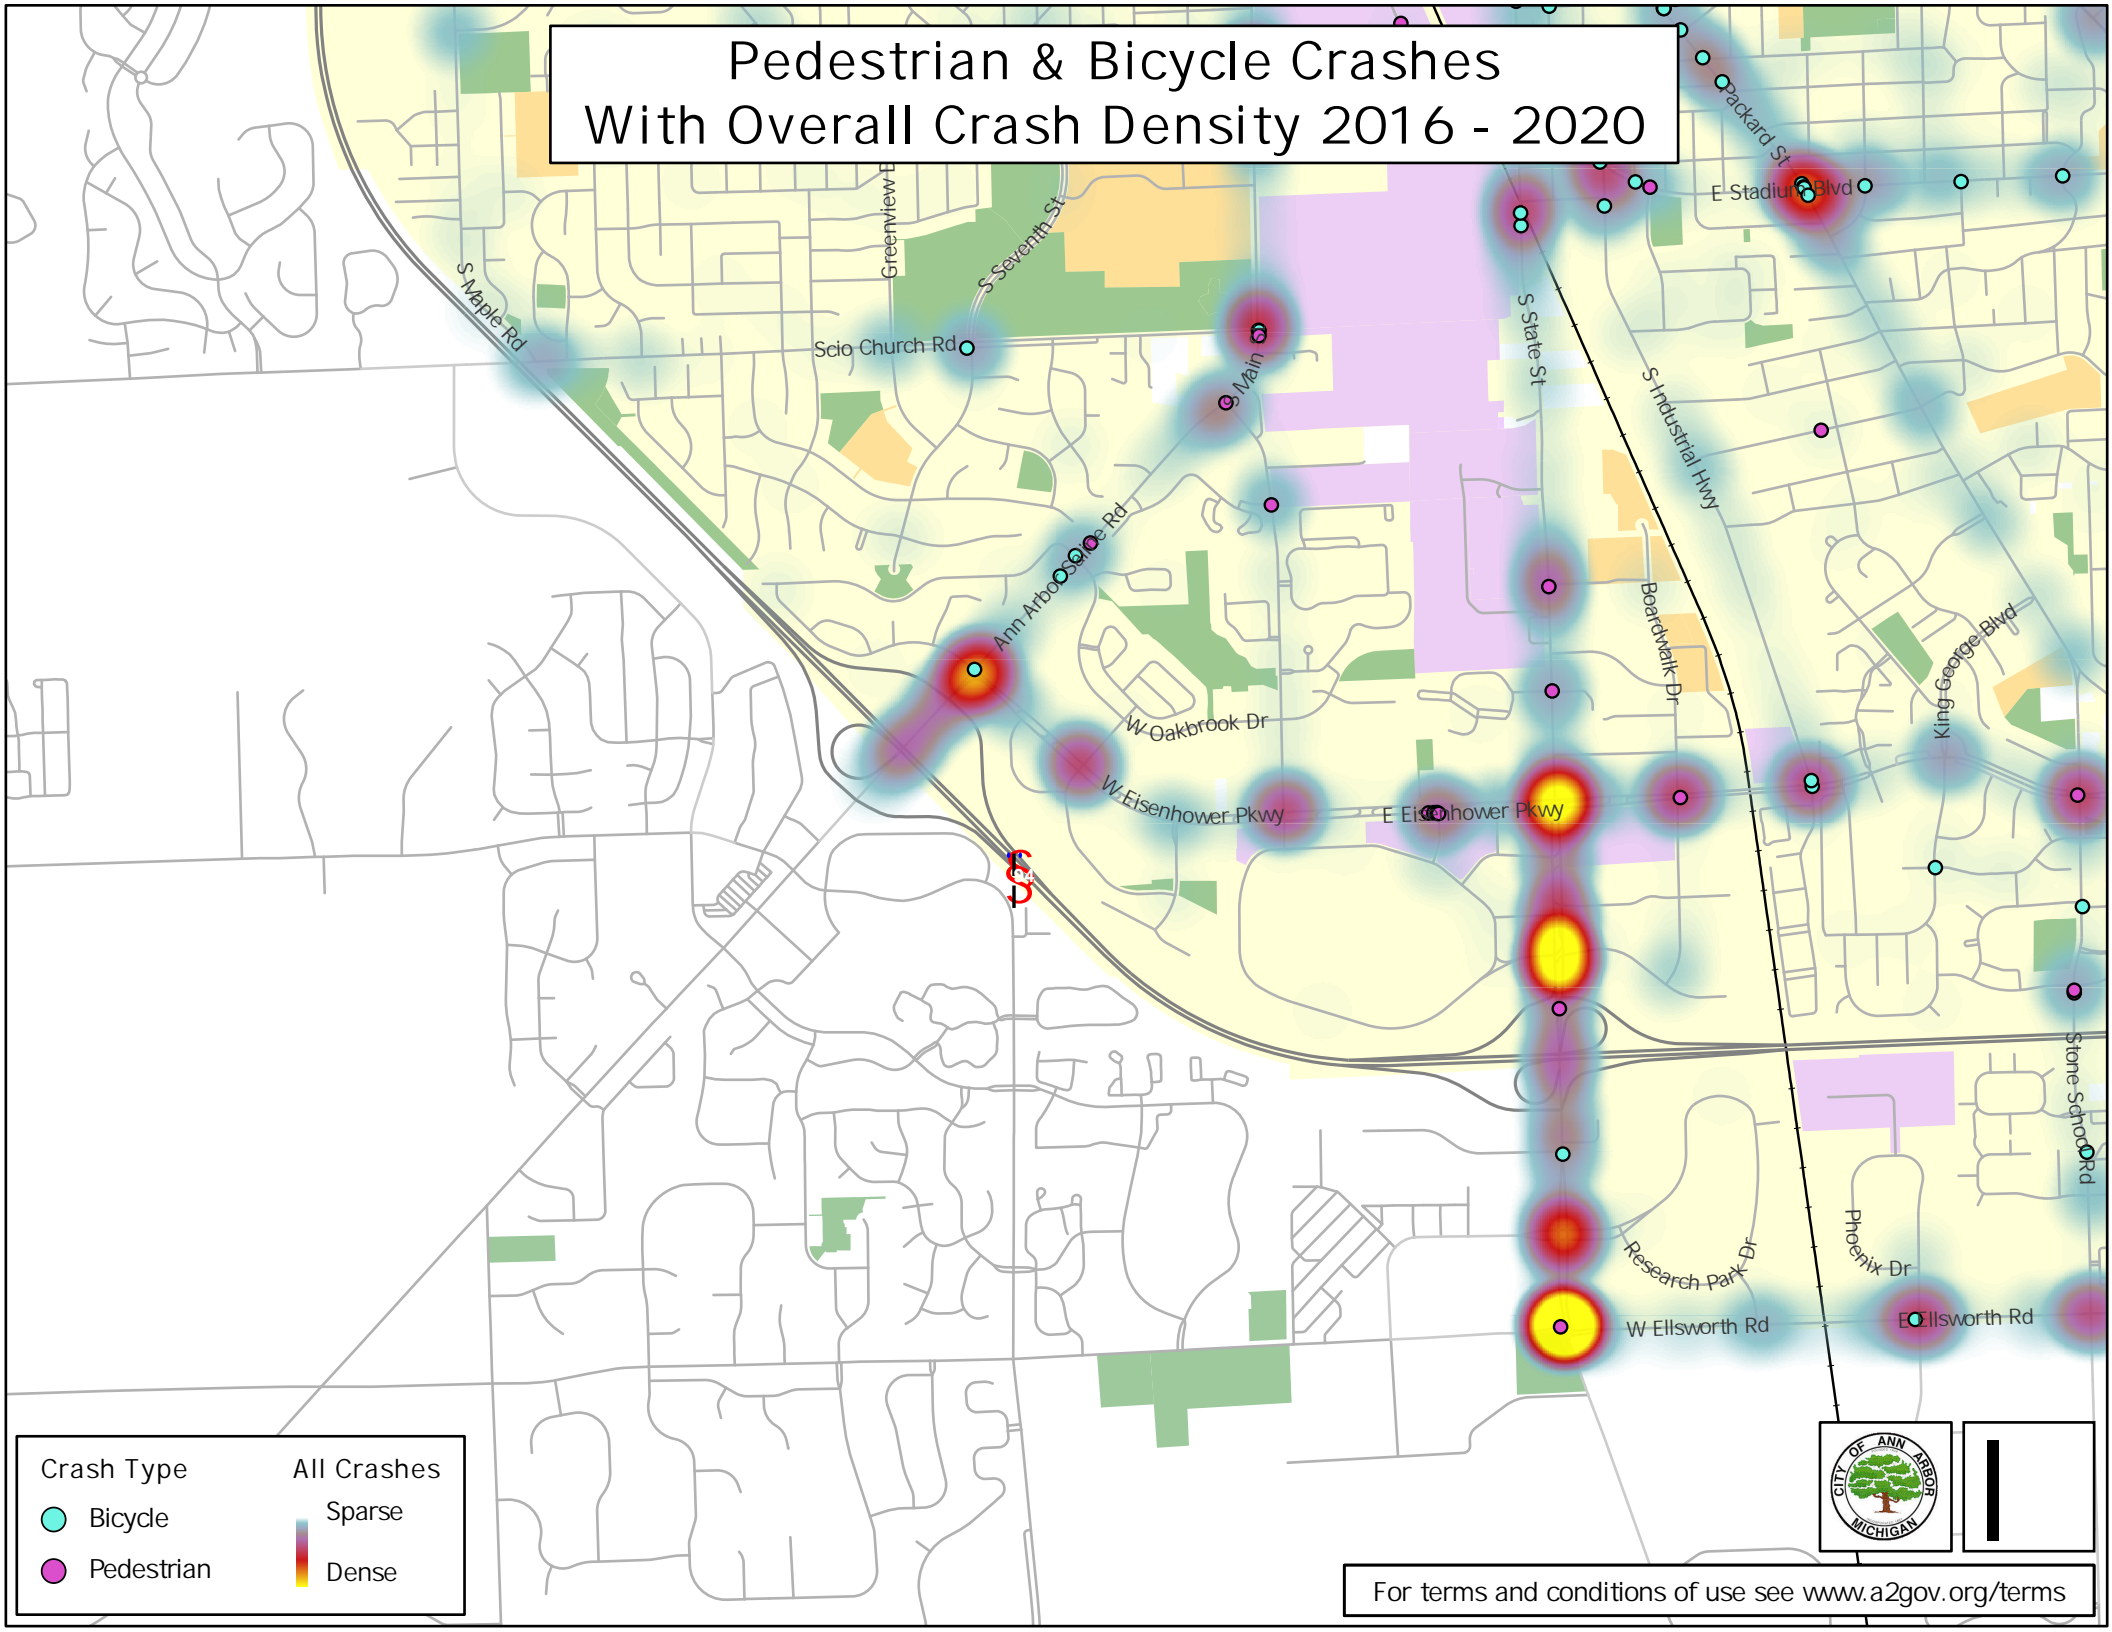 Pedestrian & Bicycle Crashes
With Overall Crash Density 2016 - 2020
Packard St
E Stadium Blvd
S Seventh St
S Maple Rd
Scio Church Rd
S Main
S State St
S Industrial Hwy
Ann Arbor Saline Rd
Boardwalk Dr
King George Blvd
W Oakbrook Dr
W Eisenhower Pkwy
E Eisenhower Pkwy
Stone School Rd
Research Park Dr
Phoenix Dr
W Ellsworth Rd
E Ellsworth Rd
Crash Type
Bicycle
Pedestrian
All Crashes
Sparse
Dense
CITY OF ANN ARBOR
MICHIGAN
For terms and conditions of use see www.a2gov.org/terms